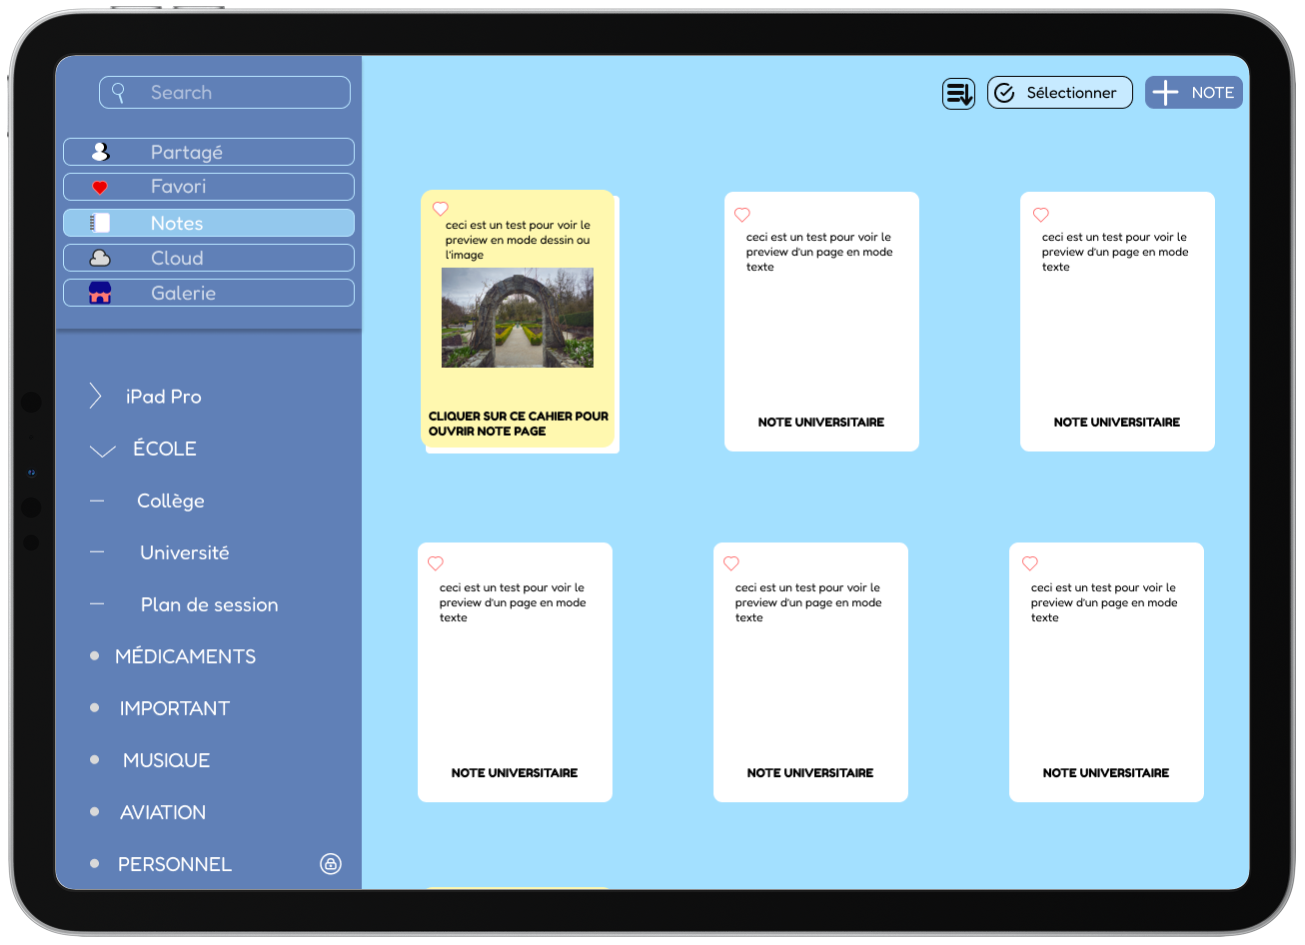 Search
Partagé
Favori
Notes
Cloud
Galerie
iPad Pro
ÉCOLE
Collège
Université
Plan de session
MÉDICAMENTS
IMPORTANT
MUSIQUE
AVIATION
PERSONNEL
Sélectionner
NOTE
ceci est un test pour voir le
preview en mode dessin ou
l'image
CLIQUER SUR CE CAHIER POUR
OUVRIR NOTE PAGE
ceci est un test pour voir le
preview d'un page en mode
texte
NOTE UNIVERSITAIRE
ceci est un test pour voir le
preview d'un page en mode
texte
NOTE UNIVERSITAIRE
ceci est un test pour voir le
preview d'un page en mode
texte
NOTE UNIVERSITAIRE
ceci est un test pour voir le
preview d'un page en mode
texte
NOTE UNIVERSITAIRE
ceci est un test pour voir le
preview d'un page en mode
texte
NOTE UNIVERSITAIRE